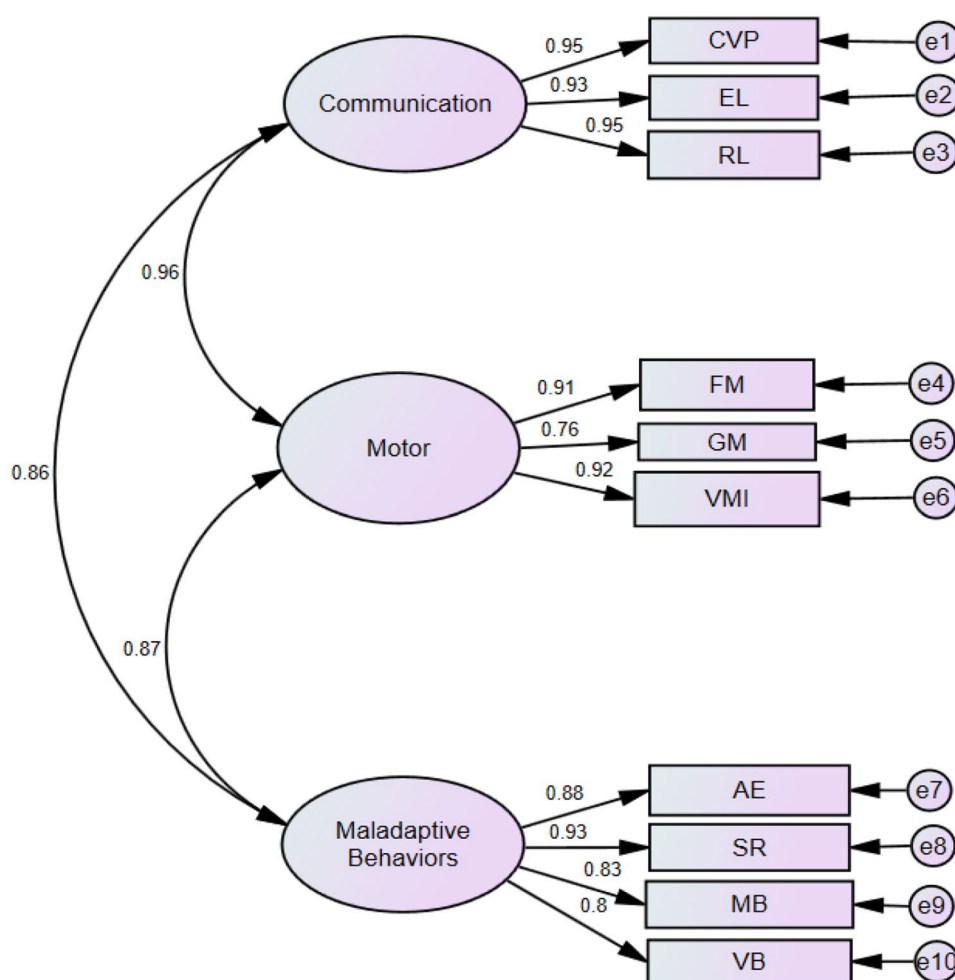 0.95
CVP
e1
Communication
0.93
EL
e2
0.95
RL
e3
0.96
0.91
FM
e4
Motor
0.76
GM
e5
0.92
VMI
e6
0.86
0.87
0.88
AE
e7
Maladaptive
Behaviors
0.93
SR
e8
0.83
MB
e9
0.8
VB
e10